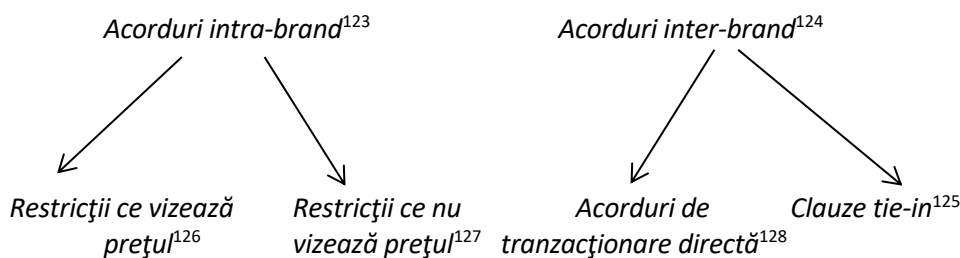 Acorduri intra-brand¹²³ Acorduri inter-brand¹²⁴
Restricţii ce vizează preţul¹²⁶
Restricţii ce nu vizează preţul¹²⁷
Acorduri de tranzacţionare directă¹²⁸
Clauze tie-in¹²⁵